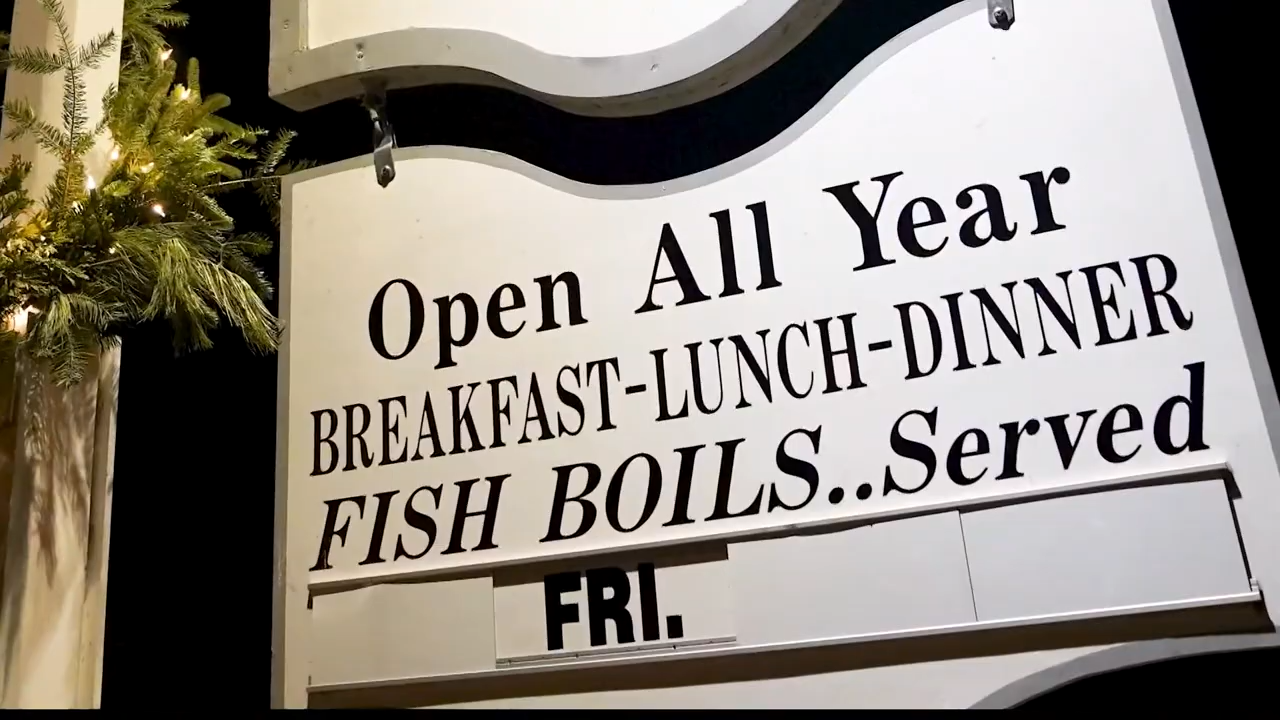 Open All Year
BREAKFAST-LUNCH-DINNER
FISH BOILS..Served
FRI.